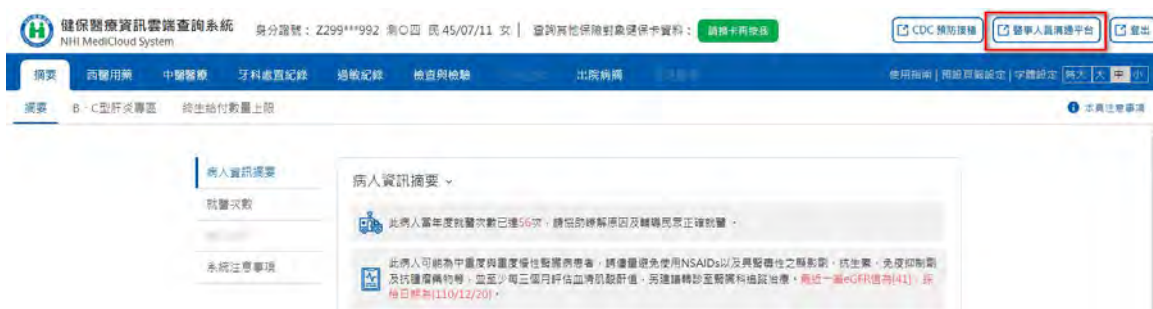 健保醫療資訊雲端查詢系統
NHI MediCloud System
身分證號：Z299***992 測〇四 民 45/07/11 女 | 查詢其他保險對象健保卡資料： 請換卡再按我
CDC 預防接種 醫事人員溝通平台 登出
摘要 西醫用藥 中醫醫療 牙科處置紀錄 過敏紀錄 檢查與檢驗 出院病摘
使用指南 | 預設頁籤設定 | 字體設定 特大 大 中 小
摘要 B、C型肝炎專區 終生給付數量上限 本頁注意事項
病人資訊摘要
就醫次數
系統注意事項
病人資訊摘要
此病人當年度就醫次數已達56次，請協助瞭解原因及輔導民眾正確就醫。
此病人可能為中重度與重度慢性腎臟病患者，請儘量避免使用NSAIDs以及具腎毒性之顯影劑、抗生素、免疫抑制劑
及抗腫瘤藥物等，並至少每三個月評估血清肌酸酐值，另建議轉診至腎臟科追蹤治療。最近一筆eGFR值為[41]，採
檢日期為[110/12/20]。